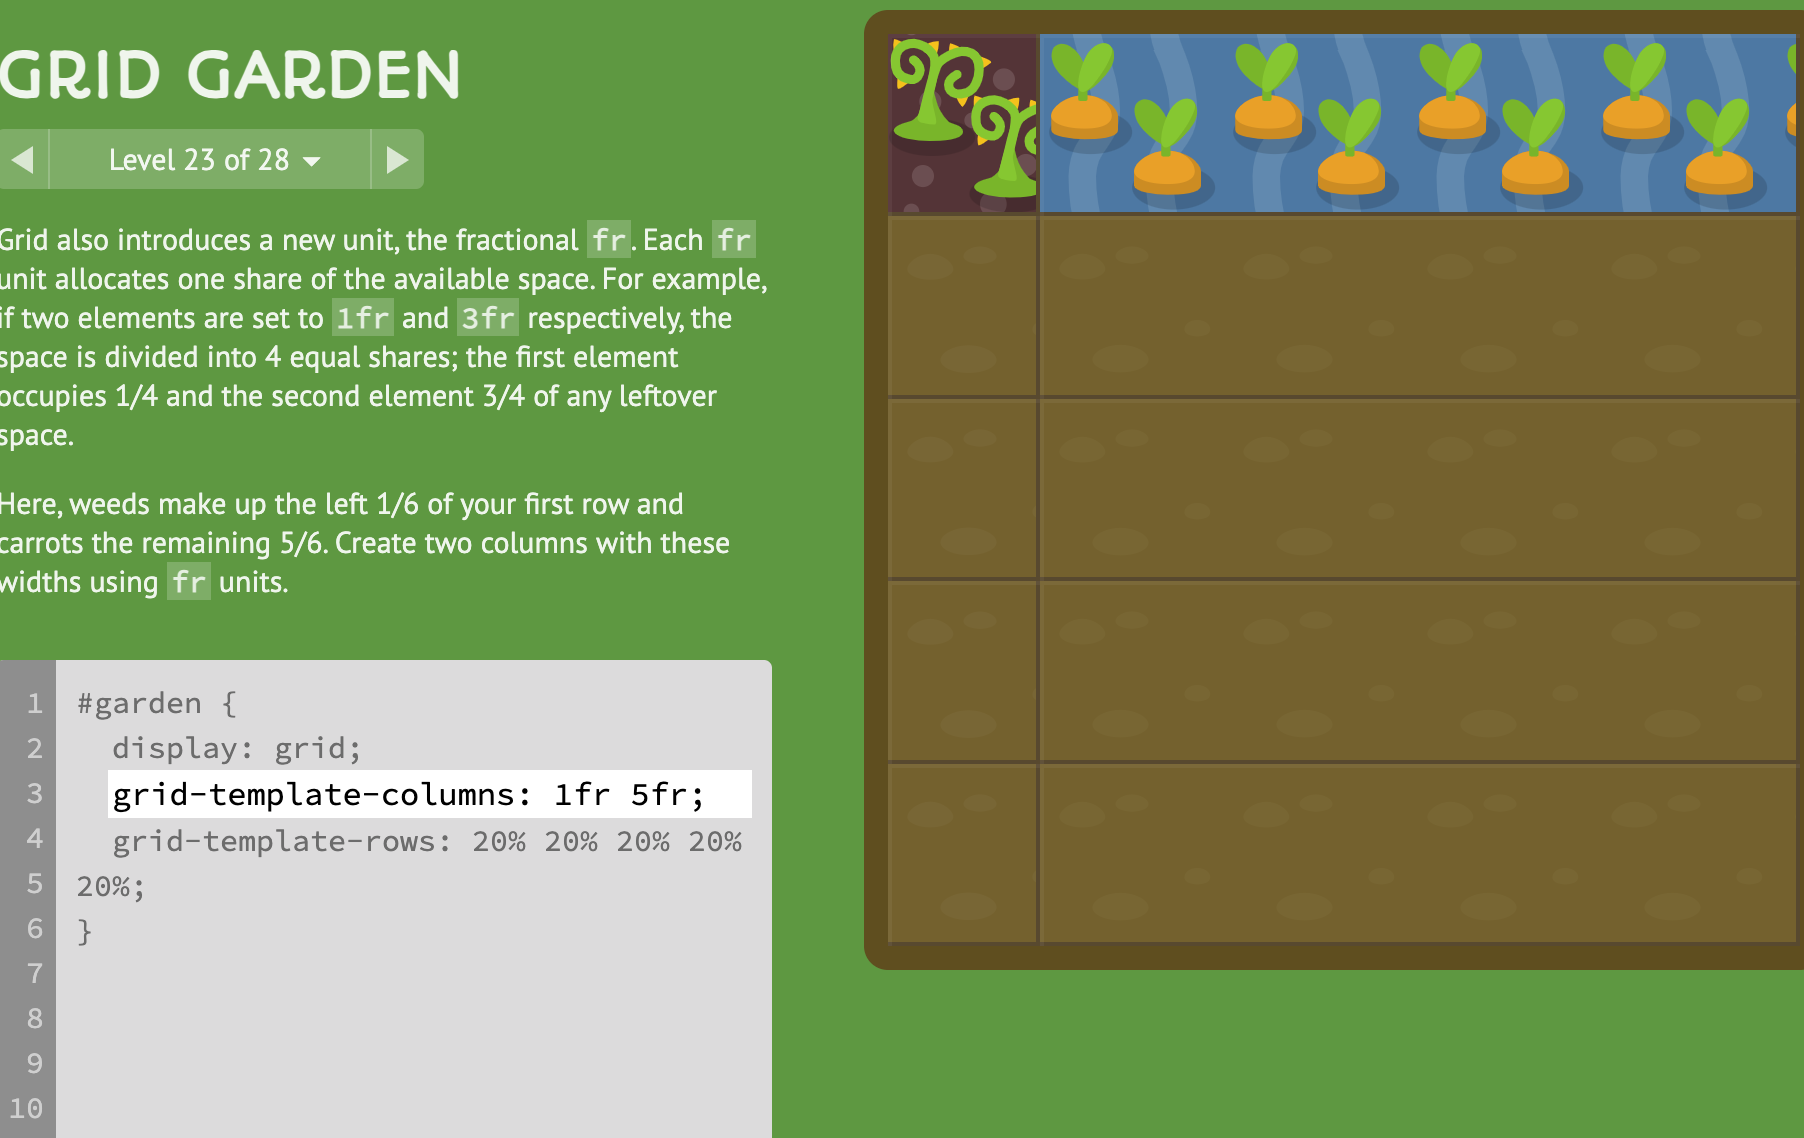 GRID GARDEN
Level 23 of 28
Grid also introduces a new unit, the fractional fr. Each fr
unit allocates one share of the available space. For example,
if two elements are set to 1fr and 3fr respectively, the
space is divided into 4 equal shares; the first element
occupies 1/4 and the second element 3/4 of any leftover
space.
Here, weeds make up the left 1/6 of your first row and
carrots the remaining 5/6. Create two columns with these
widths using fr units.
1 #garden {
2 display: grid;
3 grid-template-columns: 1fr 5fr;
4 grid-template-rows: 20% 20% 20% 20%
5 20%;
6 }
7
8
9
10